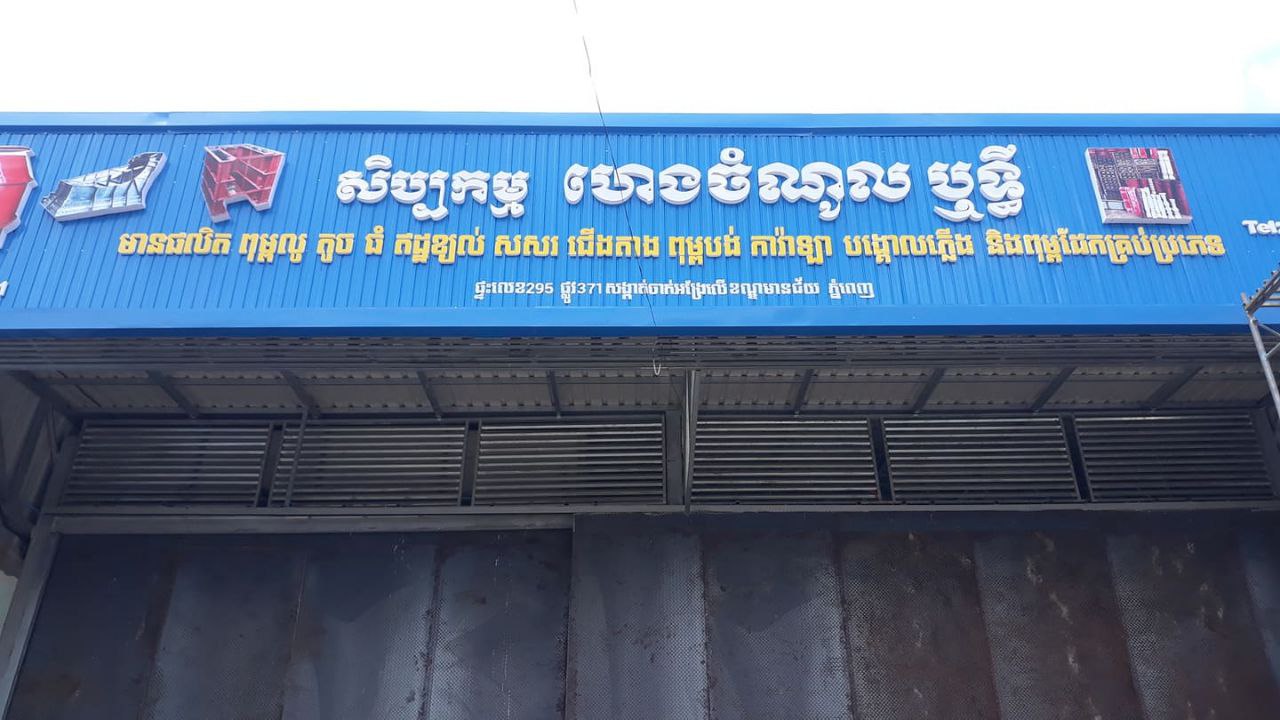 សិប្បកម្ម ហេងចំណូល ឫទ្ធី
មានផលិត ពុម្ពលូ តូច ធំ ឥដ្ឋខ្យល់ សសរ ជើងតាង ពុម្ពបង់ ការ៉ាឡា បង្គោលភ្លើង និងពុម្ពដែកគ្រប់ប្រភេទ
Tel:
ផ្ទះលេខ295 ផ្លូវ371 សង្កាត់ចាក់អង្រែលើ ខណ្ឌមានជ័យ ភ្នំពេញ